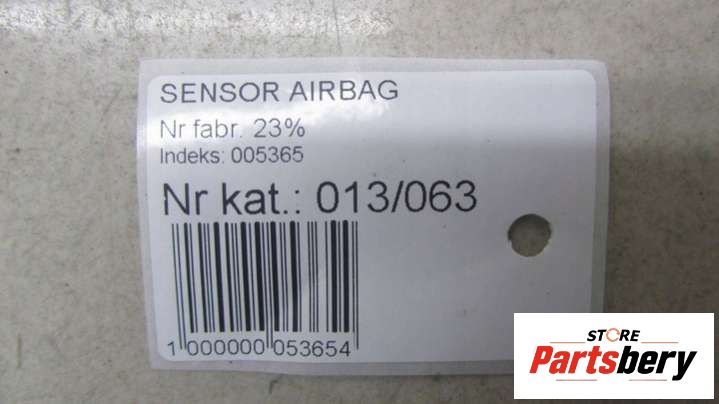 SENSOR AIRBAG
Nr fabr. 23%
Indeks: 005365
Nr kat.: 013/063
1 000000 053654
STORE
Partsbery